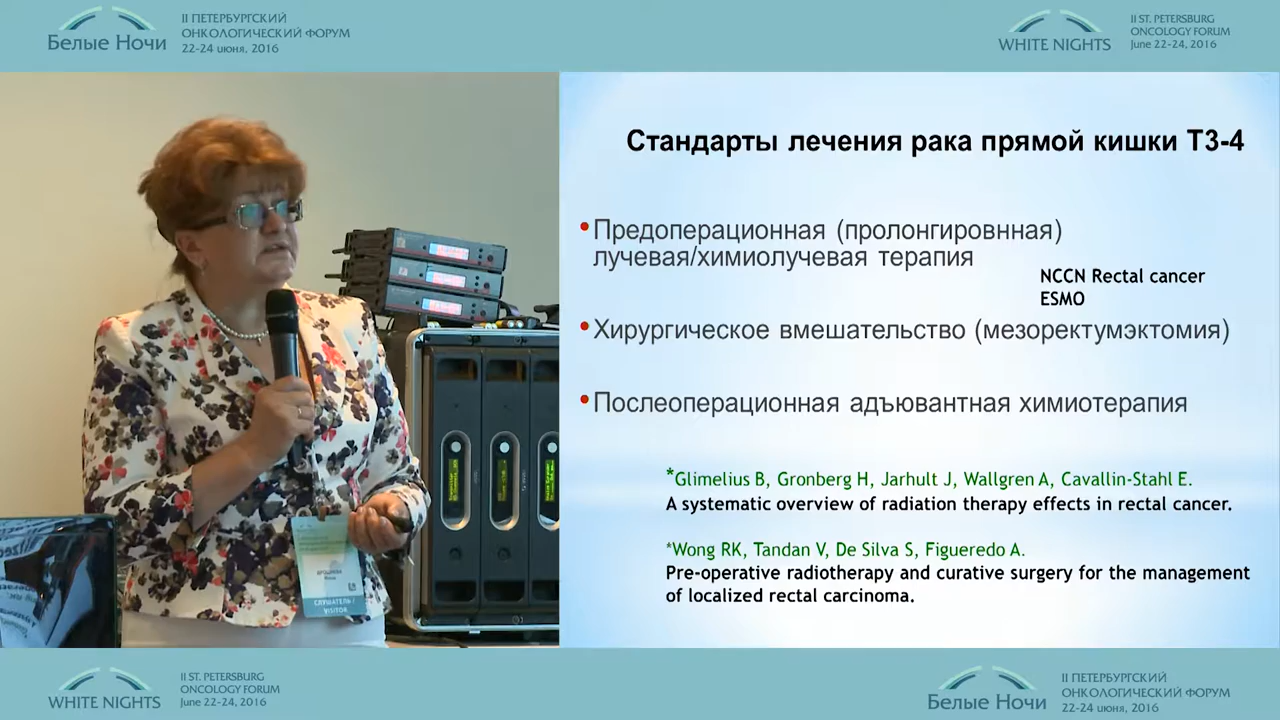 Белые Ночи
II ПЕТЕРБУРГСКИЙ
ОНКОЛОГИЧЕСКИЙ ФОРУМ
22-24 июня, 2016
WHITE NIGHTS
II ST. PETERSBURG
ONCOLOGY FORUM
June 22-24, 2016
Стандарты лечения рака прямой кишки Т3-4
•Предоперационная (пролонгировнная)
лучевая/химиолучевая терапия
NCCN Rectal cancer
ESMO
•Хирургическое вмешательство (мезоректумэктомия)
•Послеоперационная адъювантная химиотерапия
*Glimelius B, Gronberg H, Jarhult J, Wallgren A, Cavallin-Stahl E.
A systematic overview of radiation therapy effects in rectal cancer.
*Wong RK, Tandan V, De Silva S, Figueredo A.
Pre-operative radiotherapy and curative surgery for the management
of localized rectal carcinoma.
СЛУШАТЕЛЬ /
VISITOR
WHITE NIGHTS
II ST. PETERSBURG
ONCOLOGY FORUM
June 22-24, 2016
Белые Ночи
II ПЕТЕРБУРГСКИЙ
ОНКОЛОГИЧЕСКИЙ ФОРУМ
22-24 июня, 2016